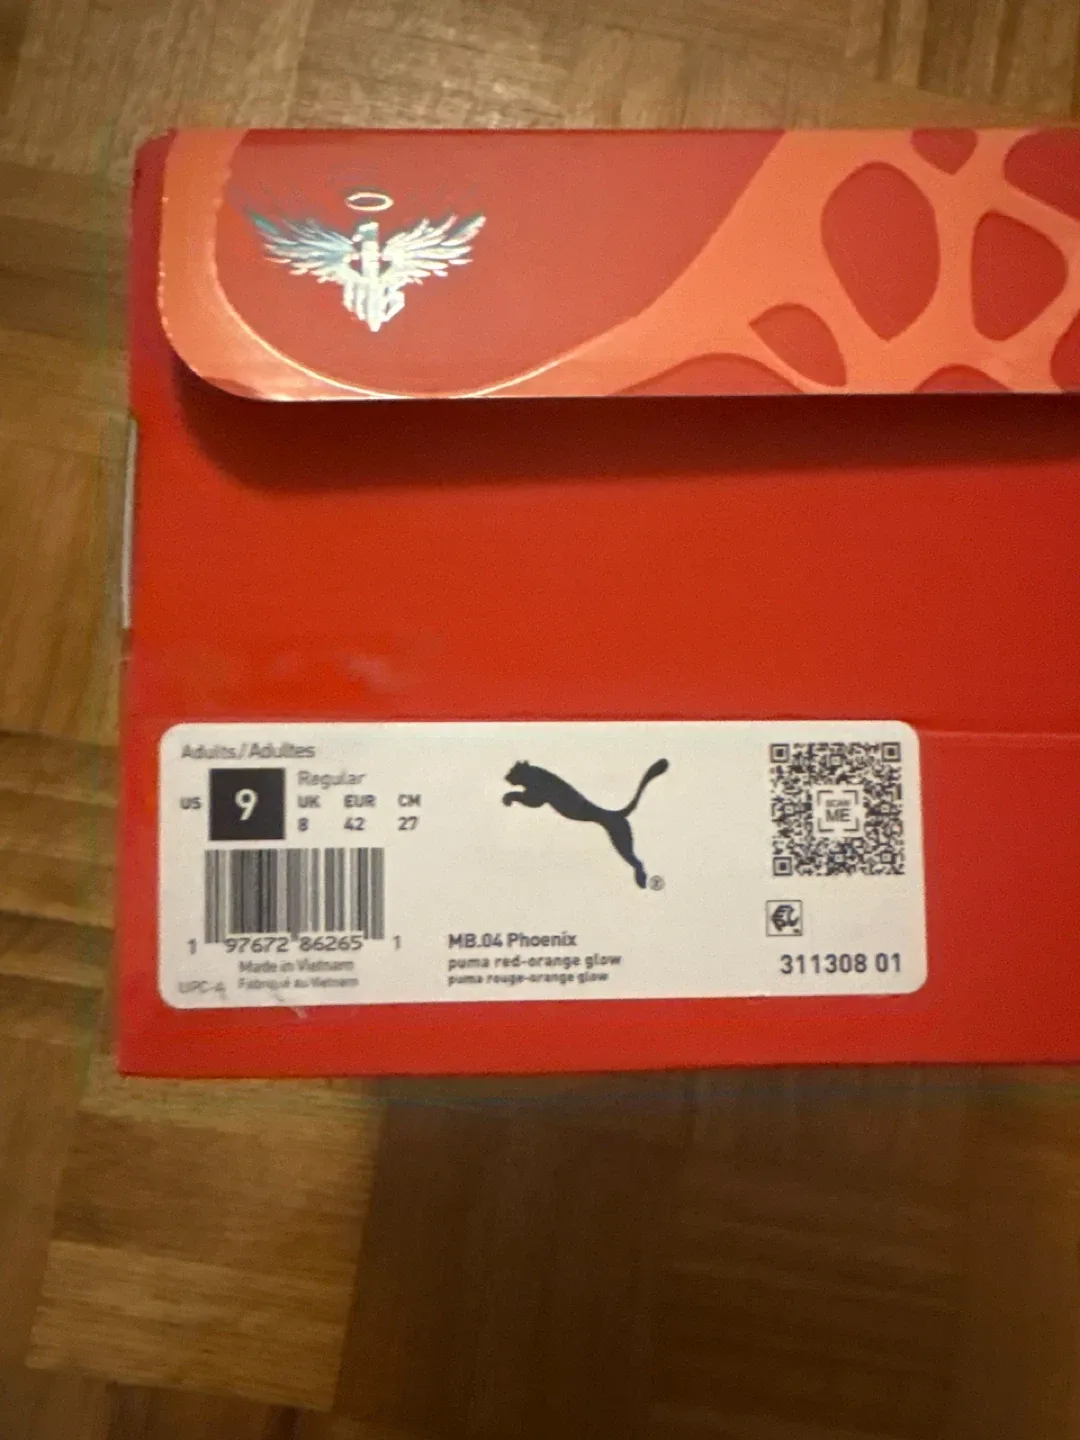 MB
Adults/Adultes
US 9 Regular
UK EUR CM
8 42 27
1 97672 86265 1
Made in Vietnam
UPC-A Fabriqué au Vietnam
®
MB.04 Phoenix
puma red-orange glow
puma rouge-orange glow
SCAN
ME
311308 01